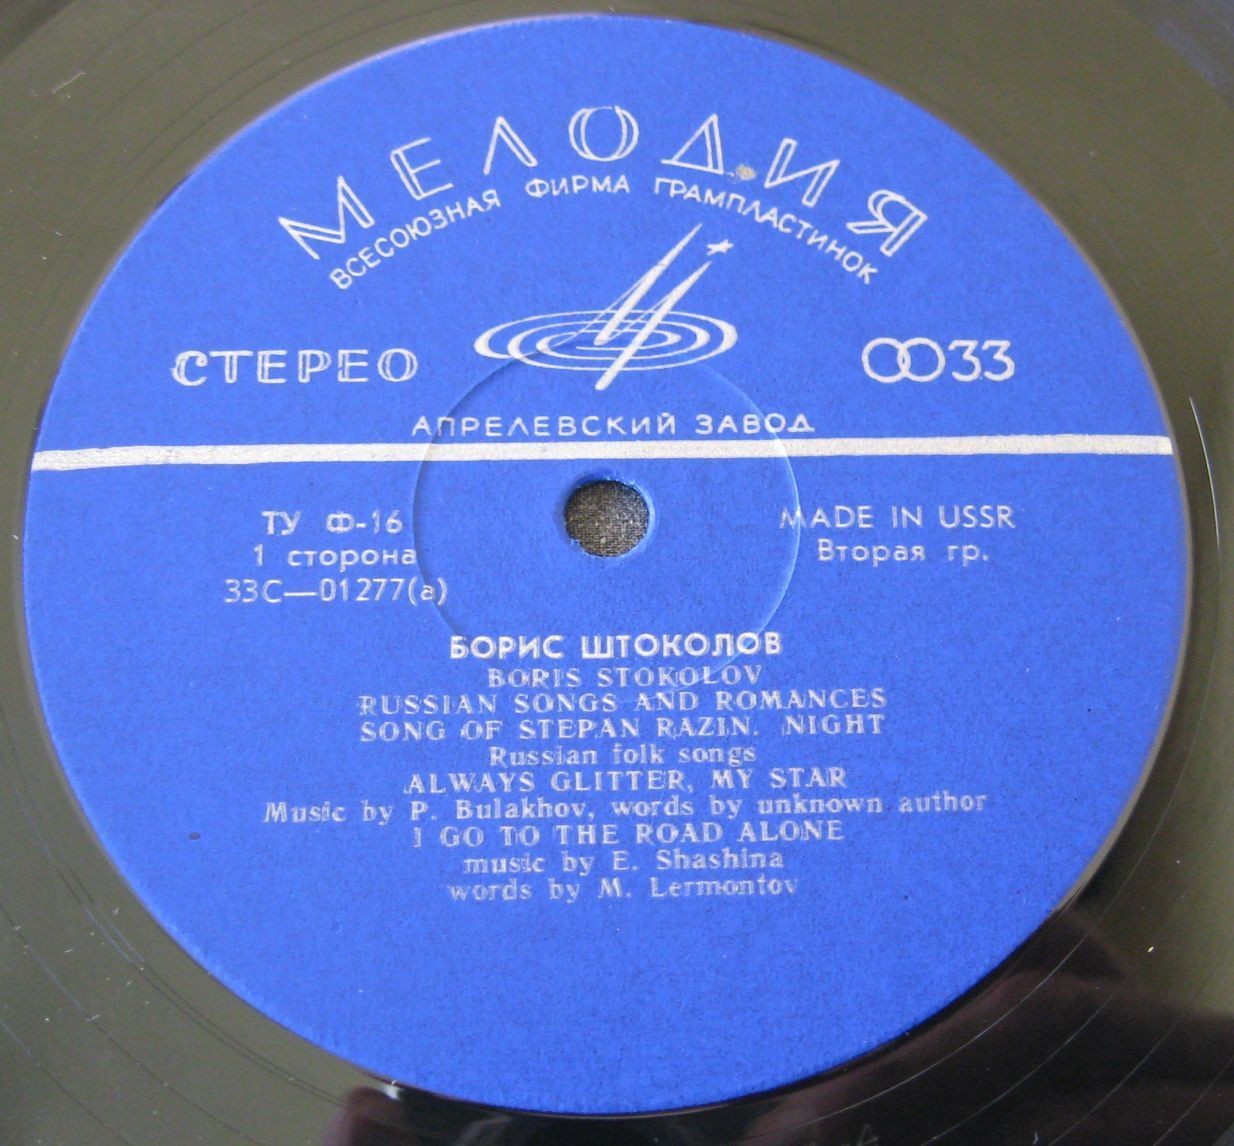 МЕЛОДИЯ
ВСЕСОЮЗНАЯ ФИРМА ГРАМПЛАСТИНОК
СТЕРЕО
33
АПРЕЛЕВСКИЙ ЗАВОД
ТУ Ф-16
1 сторона
33С—01277(а)
MADE IN USSR
Вторая гр.
БОРИС ШТОКОЛОВ
BORIS STOKOLOV
RUSSIAN SONGS AND ROMANCES
SONG OF STEPAN RAZIN. NIGHT
Russian folk songs
ALWAYS GLITTER, MY STAR
Music by P. Bulakhov, words by unknown author
I GO TO THE ROAD ALONE
music by E. Shashina
words by M. Lermontov